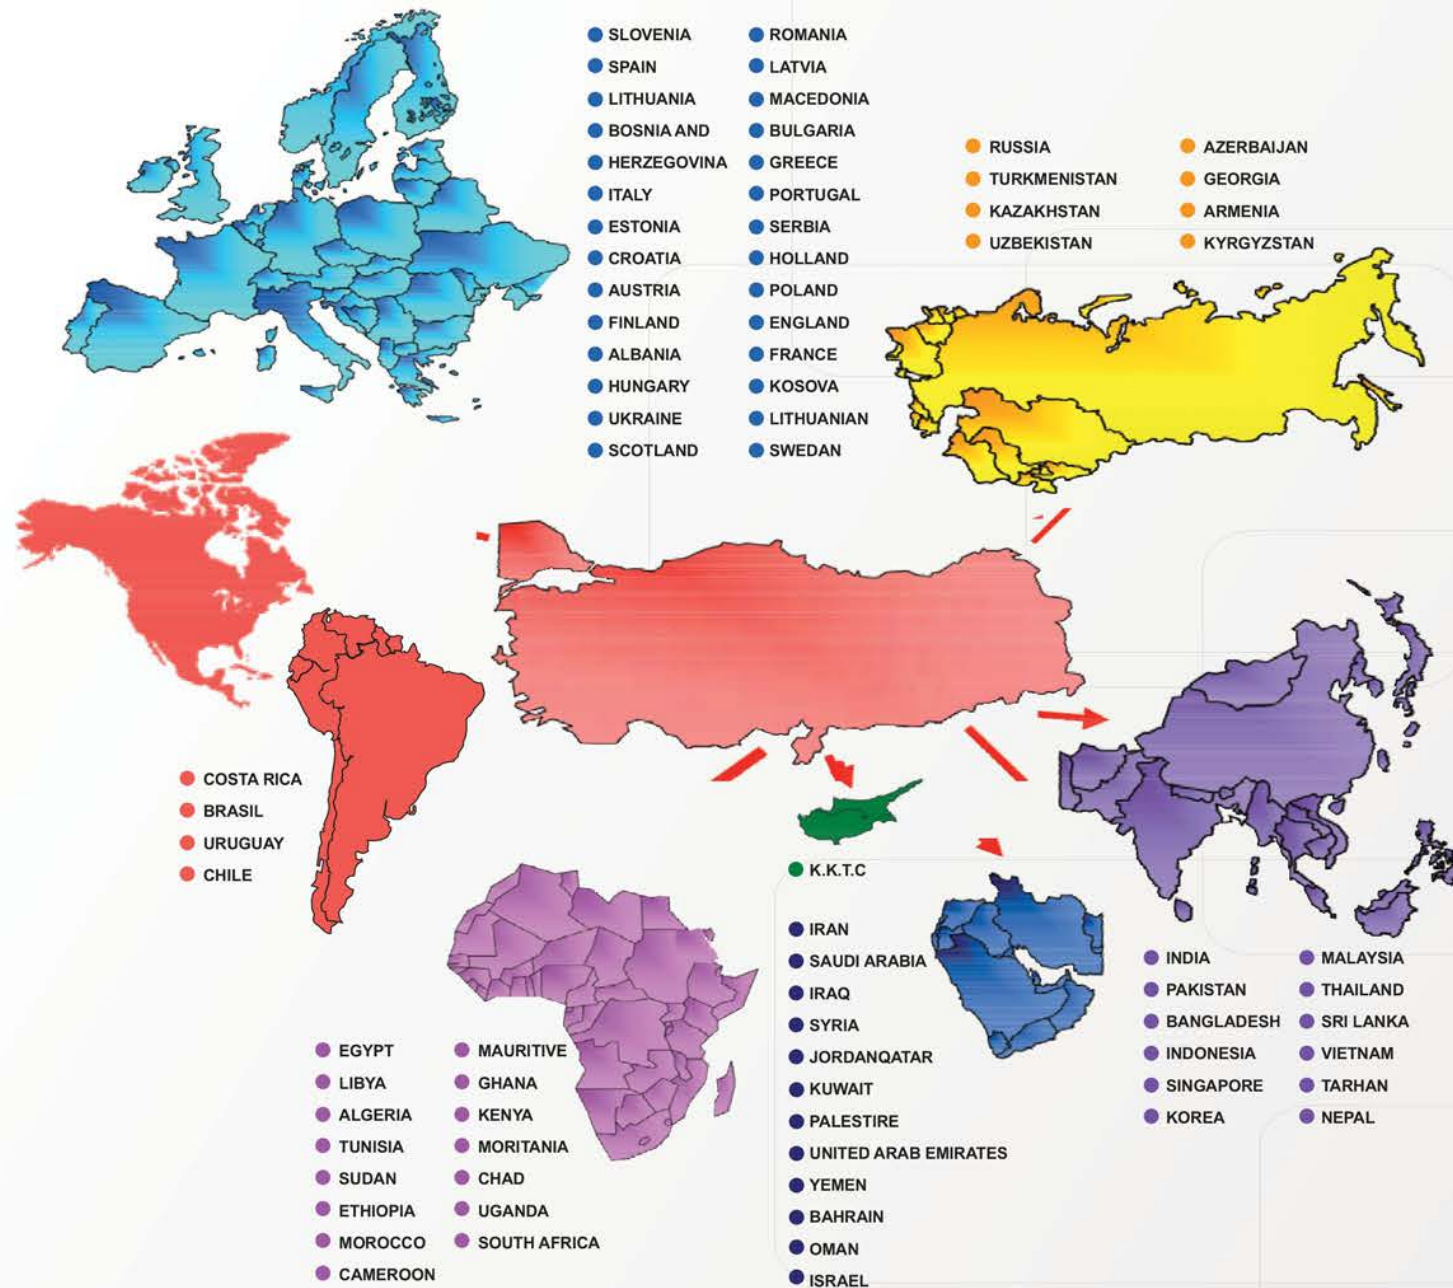 SLOVENIA
SPAIN
LITHUANIA
BOSNIA AND
HERZEGOVINA
ITALY
ESTONIA
CROATIA
AUSTRIA
FINLAND
ALBANIA
HUNGARY
UKRAINE
SCOTLAND
ROMANIA
LATVIA
MACEDONIA
BULGARIA
GREECE
PORTUGAL
SERBIA
HOLLAND
POLAND
ENGLAND
FRANCE
KOSOVA
LITHUANIAN
SWEDAN
RUSSIA
TURKMENISTAN
KAZAKHSTAN
UZBEKISTAN
AZERBAIJAN
GEORGIA
ARMENIA
KYRGYZSTAN
COSTA RICA
BRASIL
URUGUAY
CHILE
K.K.T.C
IRAN
SAUDI ARABIA
IRAQ
SYRIA
JORDANQATAR
KUWAIT
PALESTIRE
UNITED ARAB EMIRATES
YEMEN
BAHRAIN
OMAN
ISRAEL
INDIA
PAKISTAN
BANGLADESH
INDONESIA
SINGAPORE
KOREA
MALAYSIA
THAILAND
SRI LANKA
VIETNAM
TARHAN
NEPAL
EGYPT
LIBYA
ALGERIA
TUNISIA
SUDAN
ETHIOPIA
MOROCCO
CAMEROON
MAURITIVE
GHANA
KENYA
MORITANIA
CHAD
UGANDA
SOUTH AFRICA